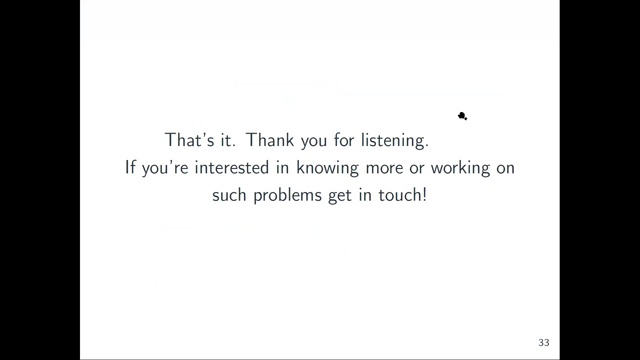 That's it. Thank you for listening.
If you're interested in knowing more or working on
such problems get in touch!
33